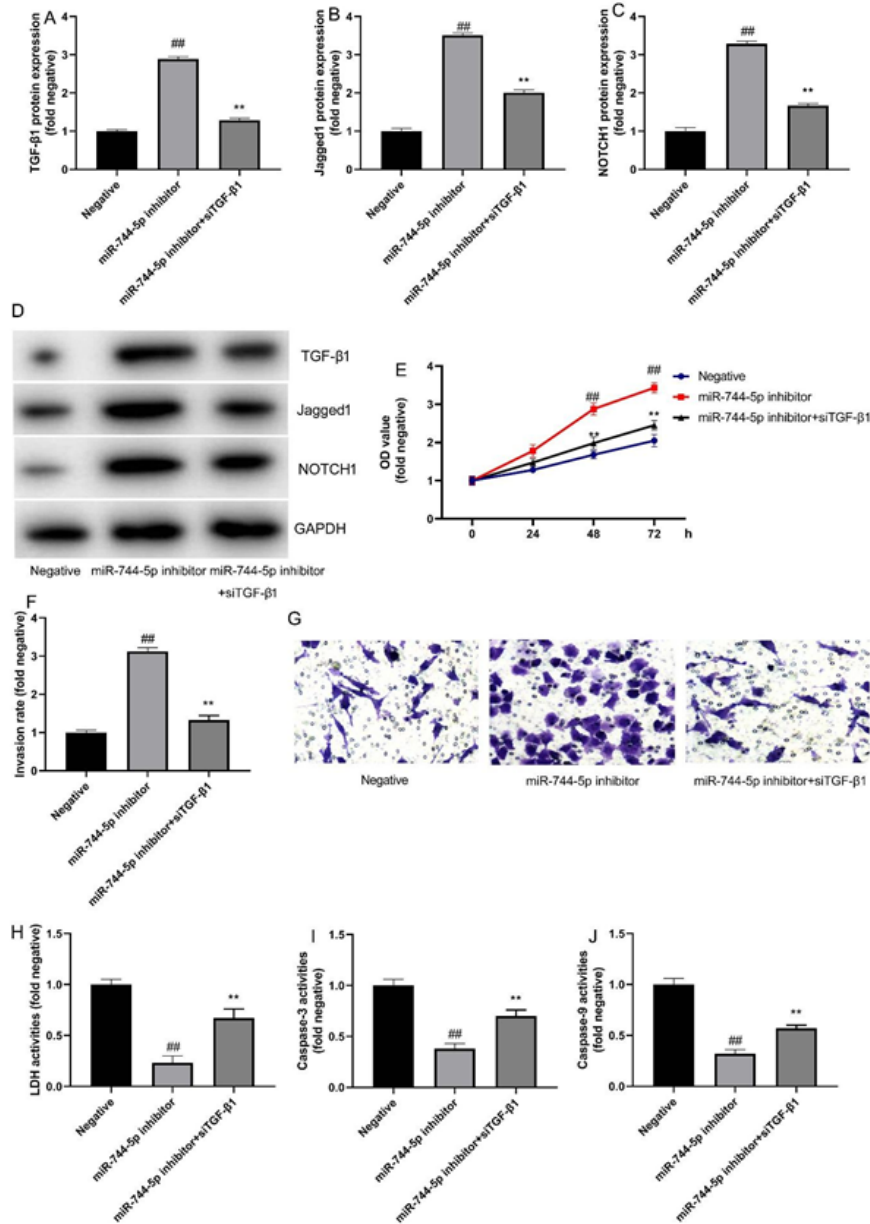 A
TGF-β1 protein expression
(fold negative)
4
3
2
1
0
##
**
Negative
miR-744-5p inhibitor
miR-744-5p inhibitor+siTGF-β1
B
Jagged1 protein expression
(fold negative)
4
3
2
1
0
##
**
Negative
miR-744-5p inhibitor
miR-744-5p inhibitor+siTGF-β1
C
NOTCH1 protein expression
(fold negative)
4
3
2
1
0
##
**
Negative
miR-744-5p inhibitor
miR-744-5p inhibitor+siTGF-β1
D
TGF-β1
Jagged1
NOTCH1
GAPDH
Negative
miR-744-5p inhibitor
miR-744-5p inhibitor
+siTGF-β1
E
OD value
(fold negative)
4
3
2
1
0
##
##
**
**
0
24
48
72
h
Negative
miR-744-5p inhibitor
miR-744-5p inhibitor+siTGF-β1
F
Invasion rate (fold negative)
4
3
2
1
0
##
**
Negative
miR-744-5p inhibitor
miR-744-5p inhibitor+siTGF-β1
G
Negative
miR-744-5p inhibitor
miR-744-5p inhibitor+siTGF-β1
H
LDH activities (fold negative)
1.5
1.0
0.5
0.0
##
**
Negative
miR-744-5p inhibitor
miR-744-5p inhibitor+siTGF-β1
I
Caspase-3 activities
(fold negative)
1.5
1.0
0.5
0.0
##
**
Negative
miR-744-5p inhibitor
miR-744-5p inhibitor+siTGF-β1
J
Caspase-9 activities
(fold negative)
1.5
1.0
0.5
0.0
##
**
Negative
miR-744-5p inhibitor
miR-744-5p inhibitor+siTGF-β1